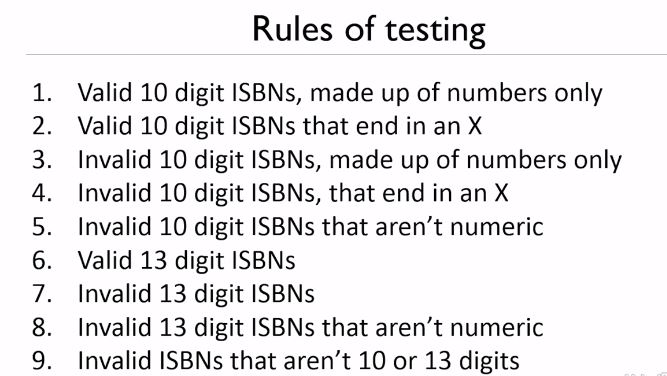 Rules of testing
1. Valid 10 digit ISBNs, made up of numbers only
2. Valid 10 digit ISBNs that end in an X
3. Invalid 10 digit ISBNs, made up of numbers only
4. Invalid 10 digit ISBNs, that end in an X
5. Invalid 10 digit ISBNs that aren’t numeric
6. Valid 13 digit ISBNs
7. Invalid 13 digit ISBNs
8. Invalid 13 digit ISBNs that aren’t numeric
9. Invalid ISBNs that aren’t 10 or 13 digits